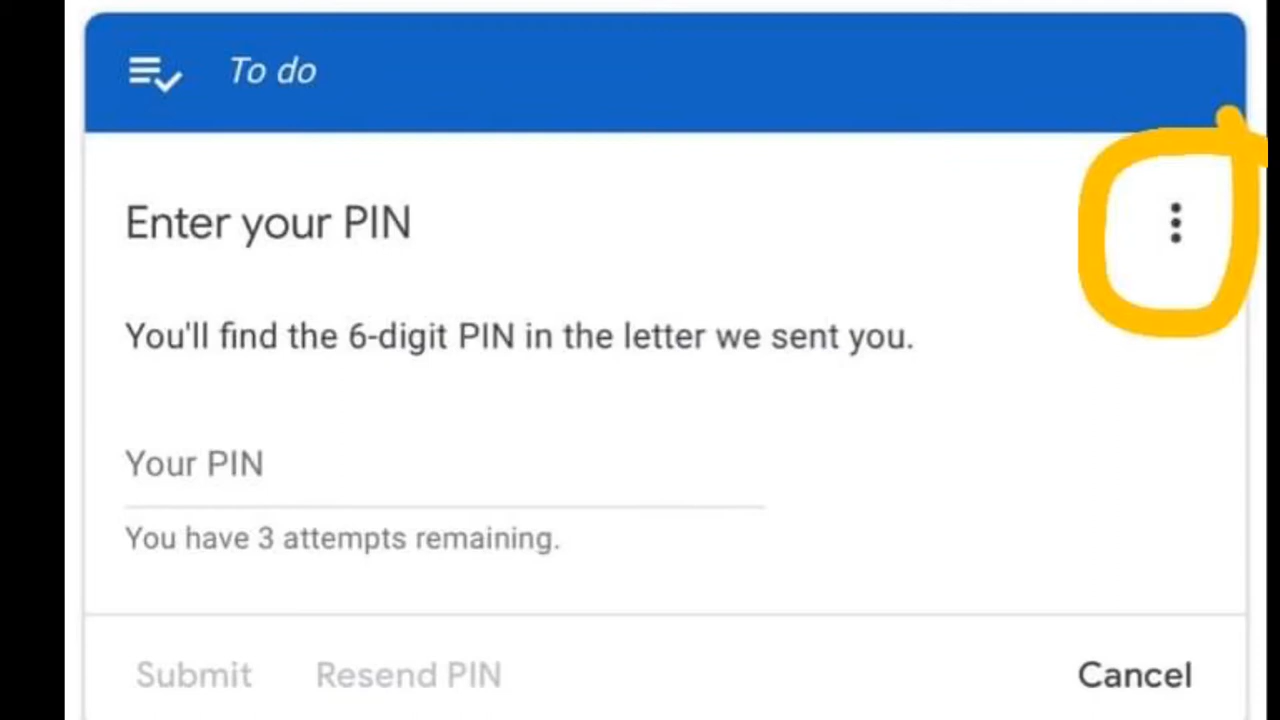 To do
Enter your PIN
You'll find the 6-digit PIN in the letter we sent you.
Your PIN
You have 3 attempts remaining.
Submit Resend PIN Cancel